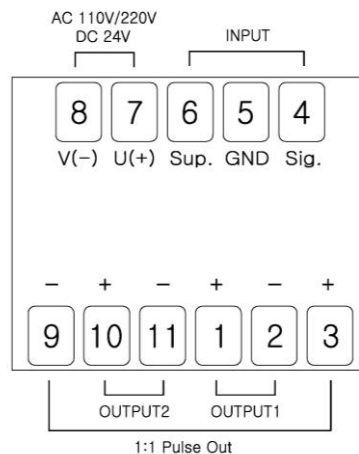 AC 110V/220V
DC 24V
INPUT
8 7 6 5 4
V(-) U(+) Sup. GND Sig.
- + - + - +
9 10 11 1 2 3
OUTPUT2 OUTPUT1
1:1 Pulse Out